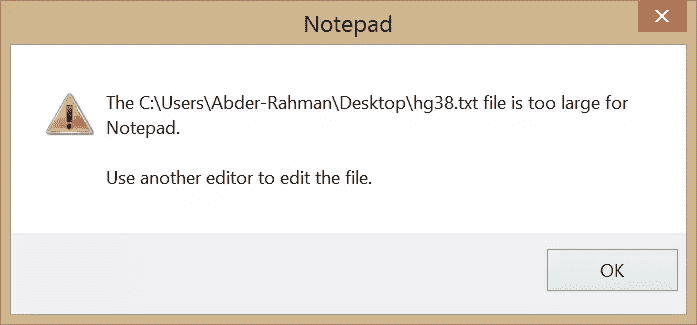 Notepad
The C:\Users\Abder-Rahman\Desktop\hg38.txt file is too large for
Notepad.
Use another editor to edit the file.
OK